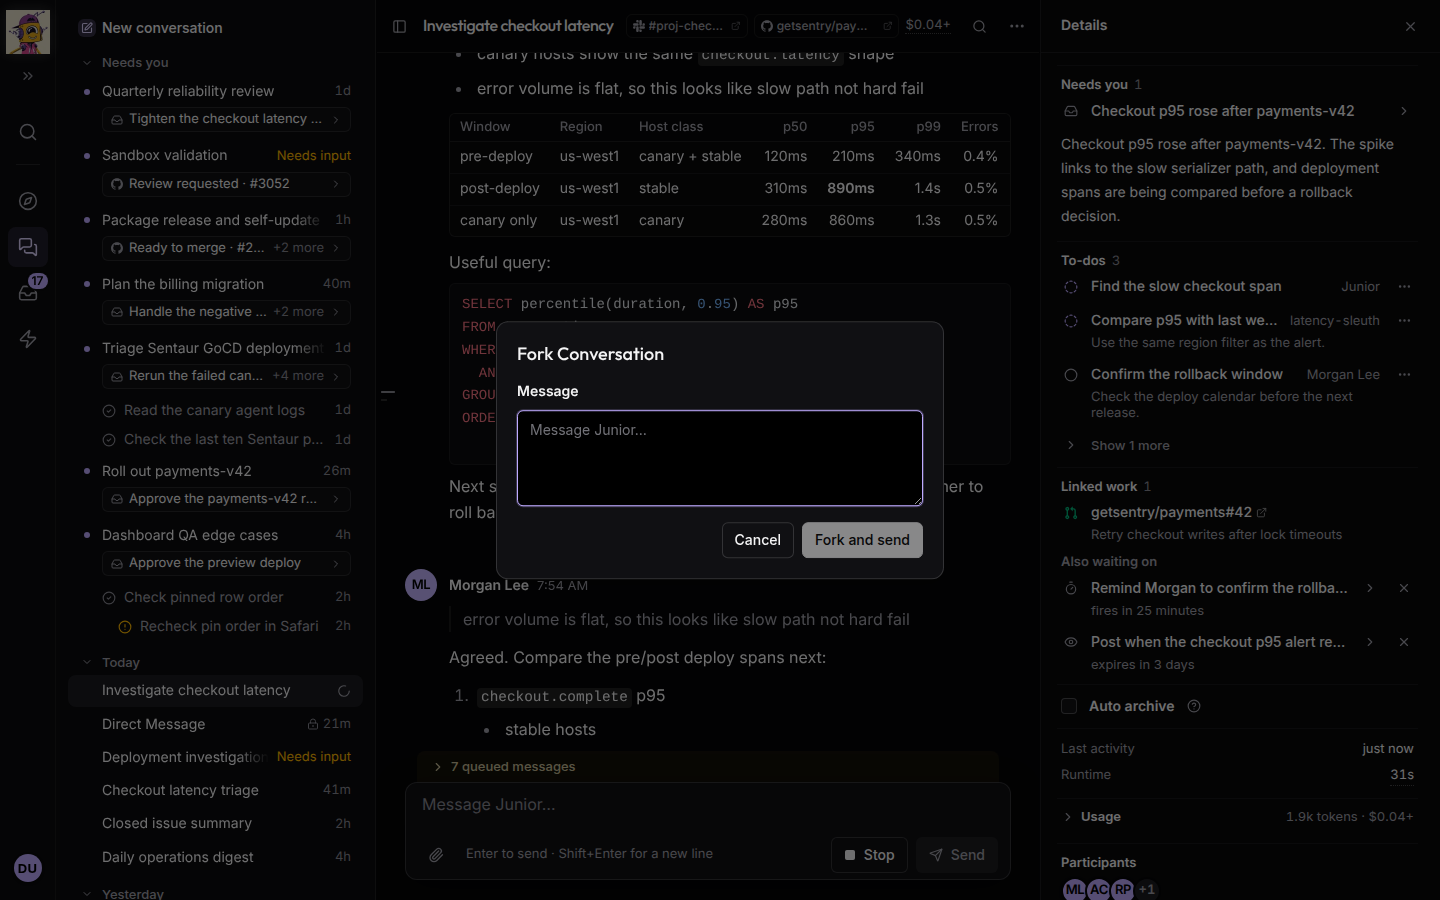 New conversation
Needs you
Quarterly reliability review 1d
Tighten the checkout latency ...
Sandbox validation Needs input
Review requested · #3052
Package release and self-update 1h
Ready to merge · #2... +2 more
Plan the billing migration 40m
Handle the negative ... +2 more
Triage Sentaur GoCD deployment 1d
Rerun the failed can... +4 more
Read the canary agent logs 1d
Check the last ten Sentaur p... 1d
Roll out payments-v42 26m
Approve the payments-v42 r...
Dashboard QA edge cases 4h
Approve the preview deploy
Check pinned row order 2h
Recheck pin order in Safari 2h
Today
Investigate checkout latency
Direct Message 21m
Deployment investigation Needs input
Checkout latency triage 41m
Closed issue summary 2h
Daily operations digest 4h
Yesterday
17
DU
Investigate checkout latency #proj-chec... getsentry/pay... $0.04+
canary hosts show the same checkout.latency shape
error volume is flat, so this looks like slow path not hard fail
Window Region Host class p50 p95 p99 Errors
pre-deploy us-west1 canary + stable 120ms 210ms 340ms 0.4%
post-deploy us-west1 stable 310ms 890ms 1.4s 0.5%
canary only us-west1 canary 280ms 860ms 1.3s 0.5%
Useful query:
SELECT percentile(duration, 0.95) AS p95
FROM
WHER
AN
GROU
ORDE
Next s
her to
roll ba
Fork Conversation
Message
Message Junior...
Cancel
Fork and send
ML Morgan Lee 7:54 AM
error volume is flat, so this looks like slow path not hard fail
Agreed. Compare the pre/post deploy spans next:
1. checkout.complete p95
stable hosts
7 queued messages
Message Junior...
Enter to send · Shift+Enter for a new line
Stop
Send
Details
Needs you 1
Checkout p95 rose after payments-v42
Checkout p95 rose after payments-v42. The spike
links to the slow serializer path, and deployment
spans are being compared before a rollback
decision.
To-dos 3
Find the slow checkout span Junior
Compare p95 with last we... latency-sleuth
Use the same region filter as the alert.
Confirm the rollback window Morgan Lee
Check the deploy calendar before the next
release.
Show 1 more
Linked work 1
getsentry/payments#42
Retry checkout writes after lock timeouts
Also waiting on
Remind Morgan to confirm the rollba...
fires in 25 minutes
Post when the checkout p95 alert re...
expires in 3 days
Auto archive
Last activity just now
Runtime 31s
Usage 1.9k tokens · $0.04+
Participants
ML AC RP +1